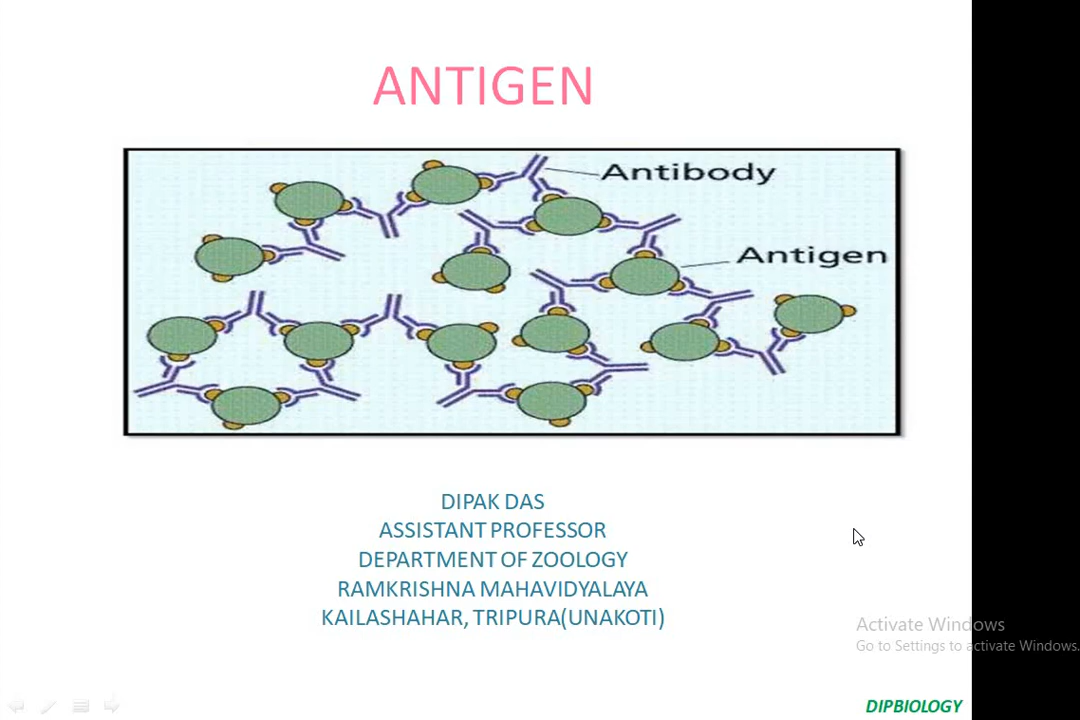 ANTIGEN
Antibody
Antigen
DIPAK DAS
ASSISTANT PROFESSOR
DEPARTMENT OF ZOOLOGY
RAMKRISHNA MAHAVIDYALAYA
KAILASHAHAR, TRIPURA(UNAKOTI)
Activate Windows
Go to Settings to activate Windows.
DIPBIOLOGY